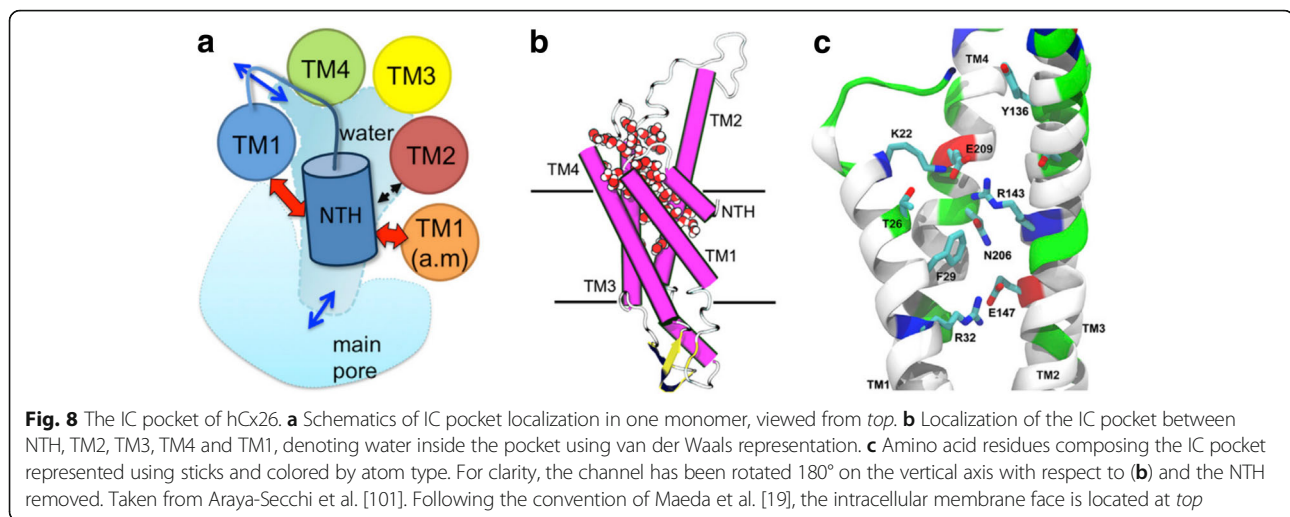 a
TM4
TM3
TM1
water
TM2
NTH
TM1
(a.m)
main
pore
b
TM2
TM4
NTH
TM1
TM3
c
TM4
Y136
K22
E209
R143
T26
N206
F29
E147
R32
TM3
TM1
TM2
Fig. 8 The IC pocket of hCx26. a Schematics of IC pocket localization in one monomer, viewed from top. b Localization of the IC pocket between
NTH, TM2, TM3, TM4 and TM1, denoting water inside the pocket using van der Waals representation. c Amino acid residues composing the IC pocket
represented using sticks and colored by atom type. For clarity, the channel has been rotated 180° on the vertical axis with respect to (b) and the NTH
removed. Taken from Araya-Secchi et al. [101]. Following the convention of Maeda et al. [19], the intracellular membrane face is located at top